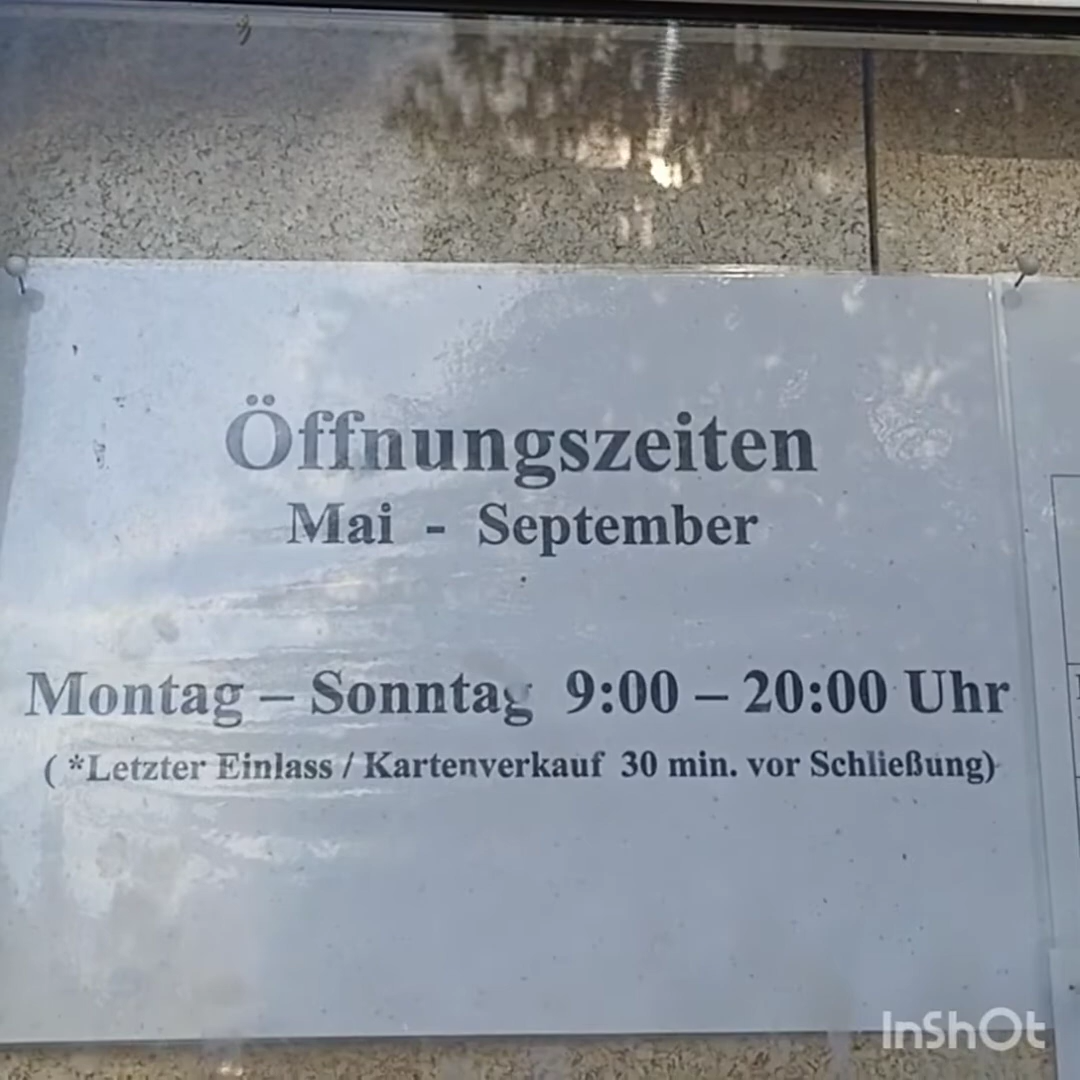 Öffnungszeiten
Mai - September
Montag – Sonntag 9:00 – 20:00 Uhr
( *Letzter Einlass / Kartenverkauf 30 min. vor Schließung)
InShOt